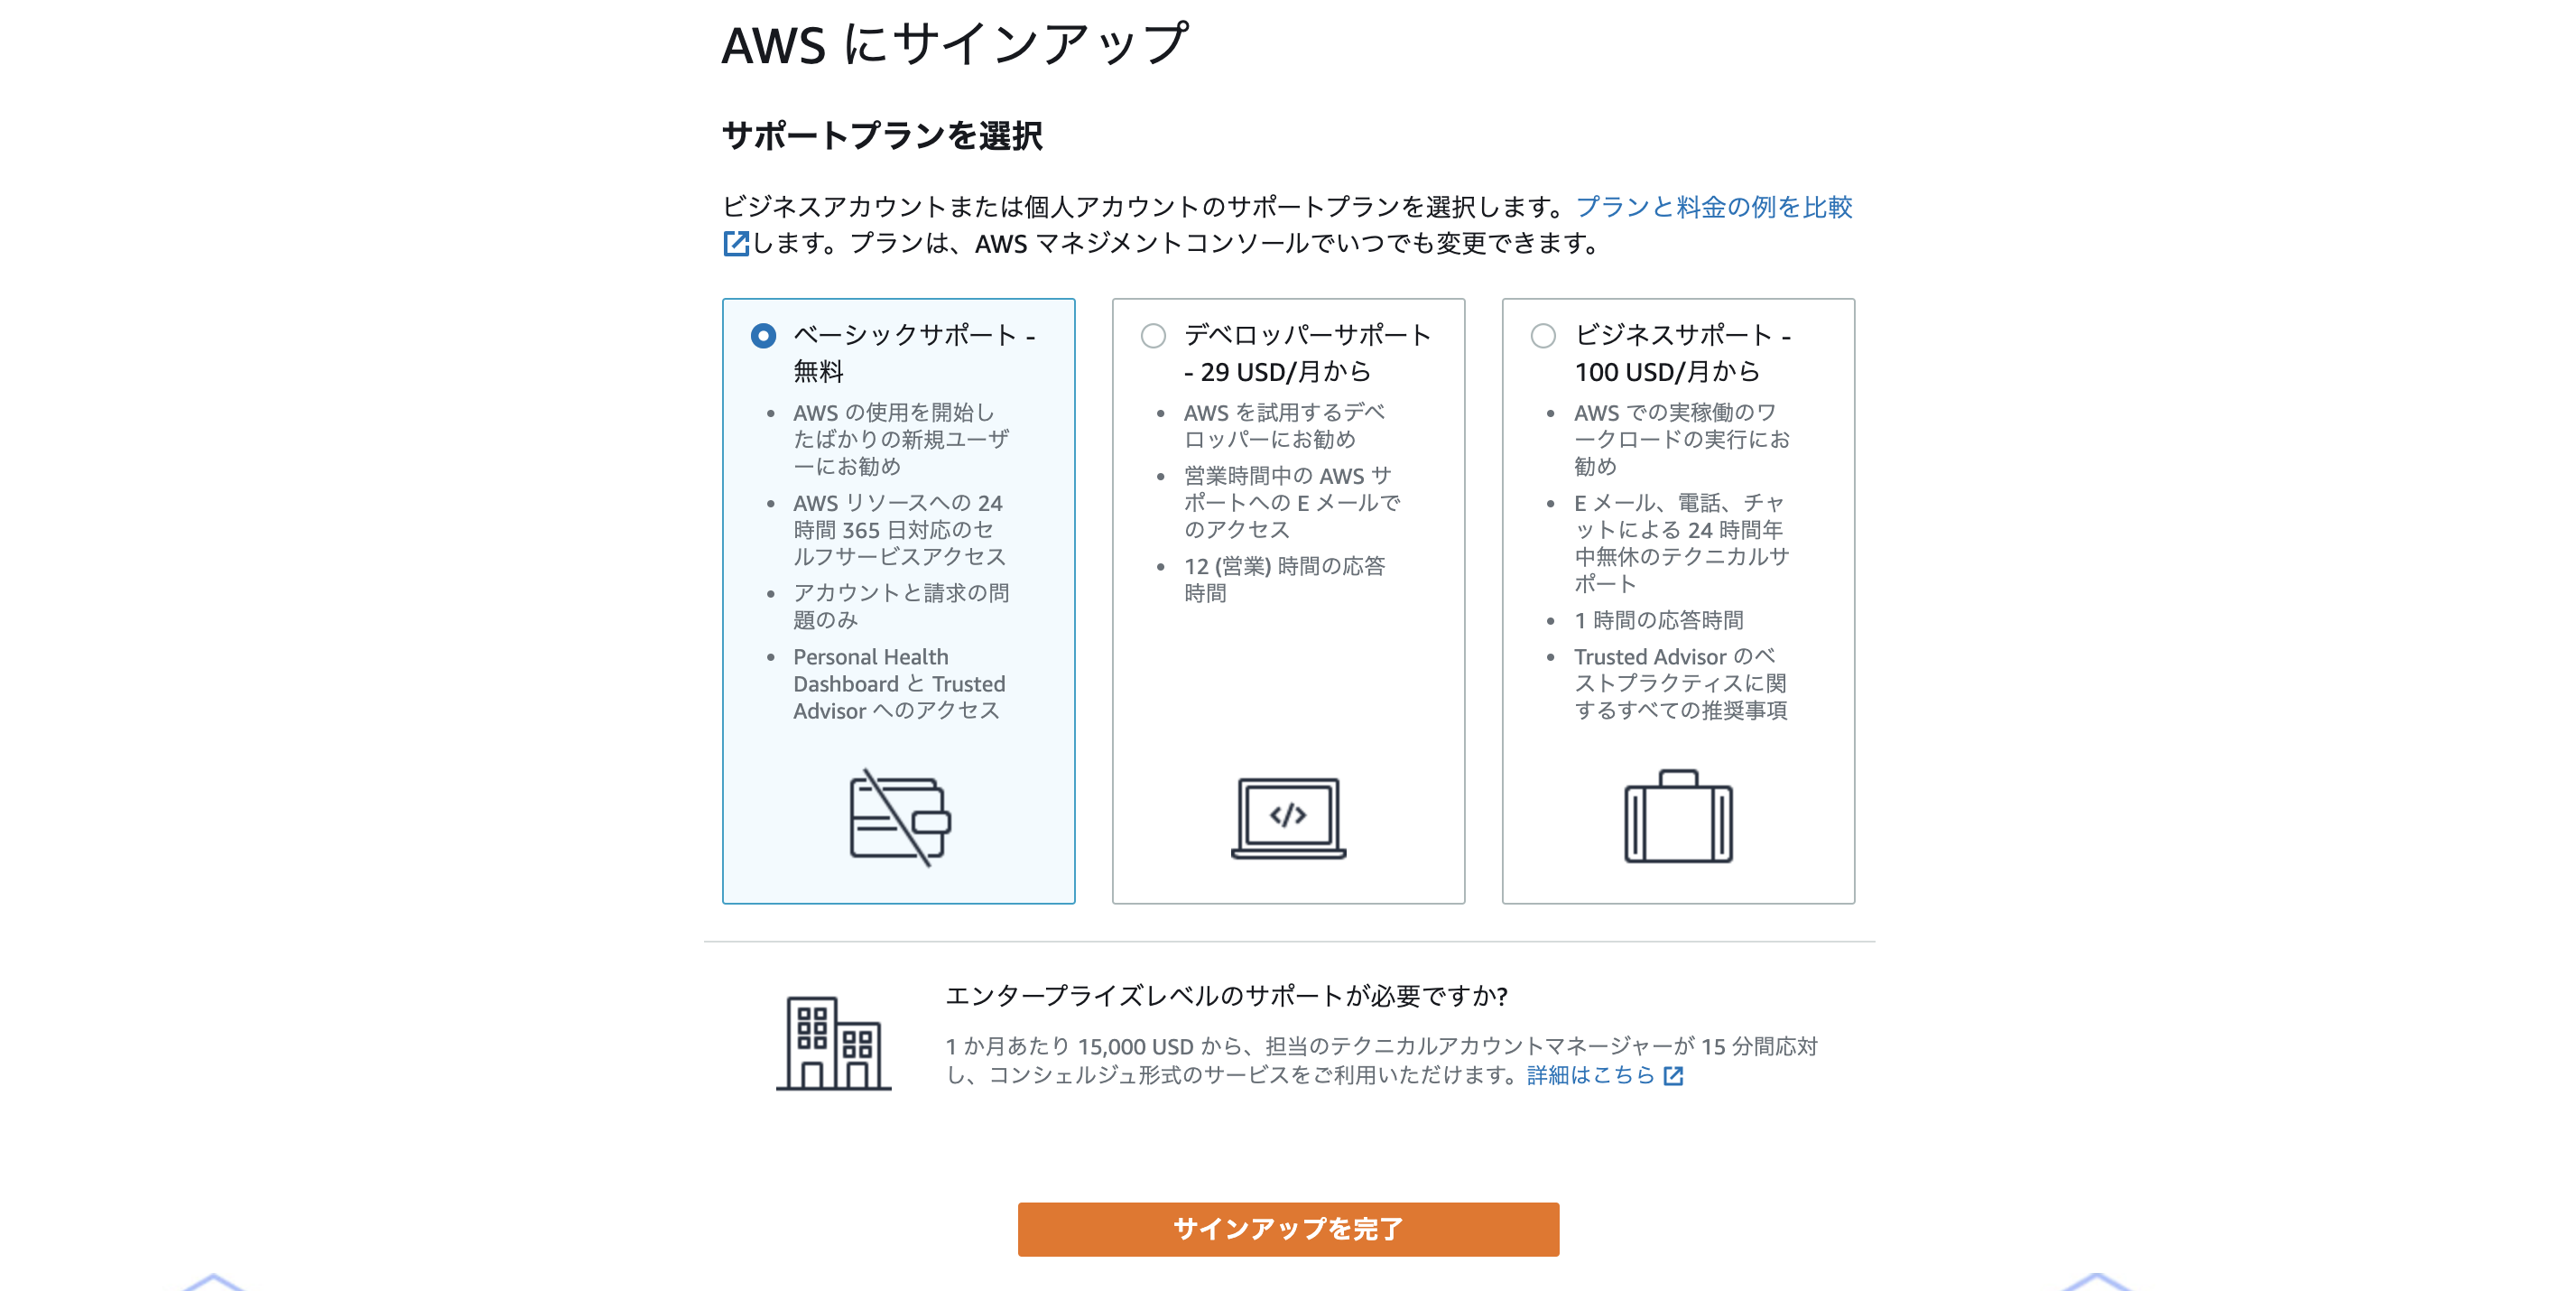 AWS にサインアップ
サポートプランを選択
ビジネスアカウントまたは個人アカウントのサポートプランを選択します。プランと料金の例を比較
します。プランは、AWS マネジメントコンソールでいつでも変更できます。
ベーシックサポート -
無料
AWS の使用を開始し
たばかりの新規ユーザ
ーにお勧め
AWS リソースへの 24
時間 365 日対応のセ
ルフサービスアクセス
アカウントと請求の問
題のみ
Personal Health
Dashboard と Trusted
Advisor へのアクセス
デベロッパーサポート
- 29 USD/月から
AWS を試用するデベ
ロッパーにお勧め
営業時間中の AWS サ
ポートへの E メールで
のアクセス
12 (営業) 時間の応答
時間
</>
ビジネスサポート -
100 USD/月から
AWS での実稼働のワ
ークロードの実行にお
勧め
E メール、電話、チャ
ットによる 24 時間年
中無休のテクニカルサ
ポート
1 時間の応答時間
Trusted Advisor のベ
ストプラクティスに関
するすべての推奨事項
エンタープライズレベルのサポートが必要ですか?
1 か月あたり 15,000 USD から、担当のテクニカルアカウントマネージャーが 15 分間応対
し、コンシェルジュ形式のサービスをご利用いただけます。詳細はこちら
サインアップを完了